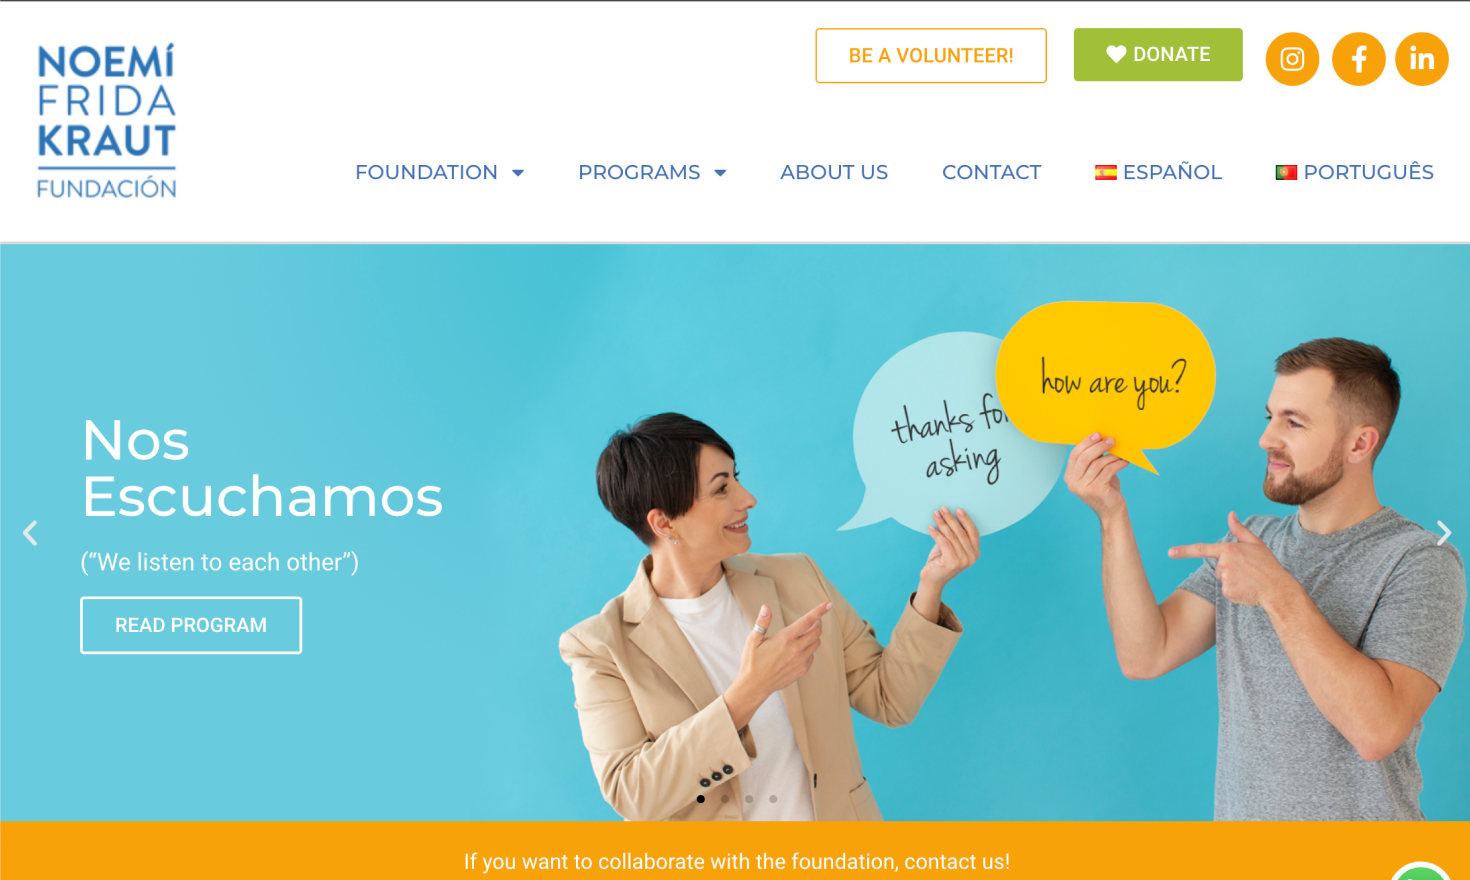 NOEMÍ
FRIDA
KRAUT
FUNDACIÓN
BE A VOLUNTEER!
DONATE
FOUNDATION
PROGRAMS
ABOUT US
CONTACT
ESPAÑOL
PORTUGUÊS
Nos
Escuchamos
(“We listen to each other”)
READ PROGRAM
thanks for
asking
how are you?
If you want to collaborate with the foundation, contact us!